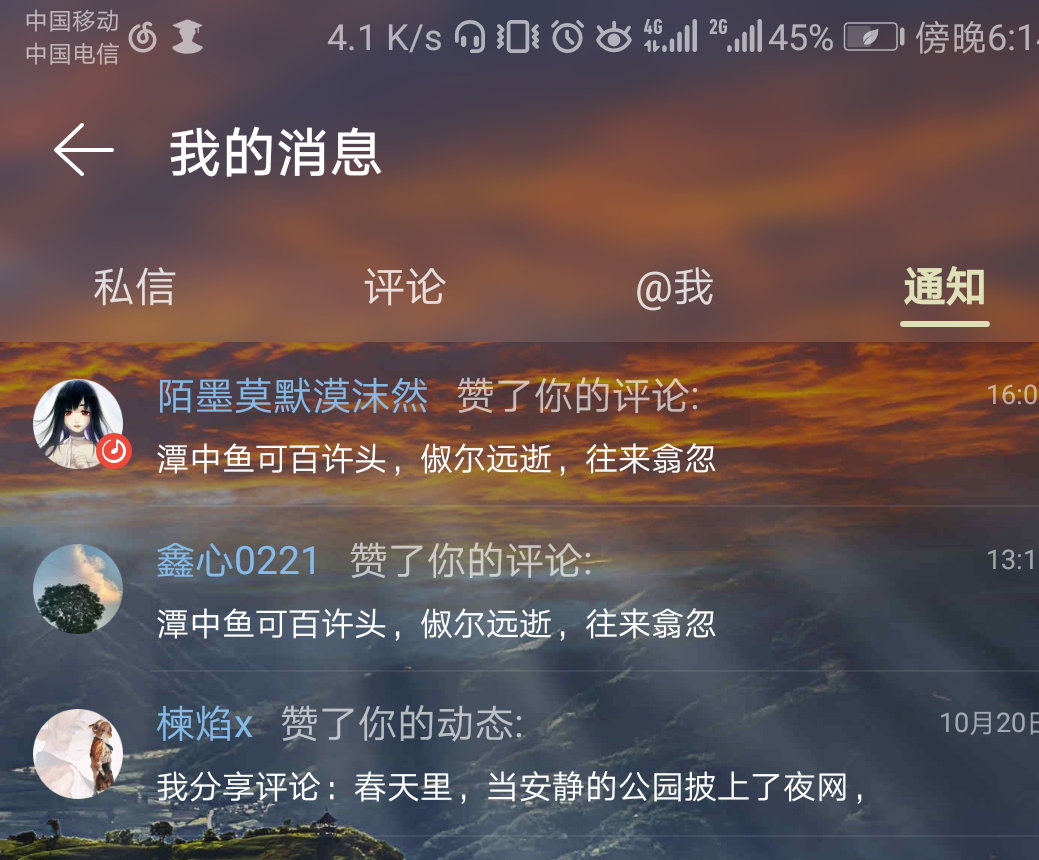 中国移动
中国电信
4.1 K/s 4G 2G 45% 傍晚6:1
我的消息
私信 评论 @我 通知
陌墨莫默漠沫然 赞了你的评论: 16:0
潭中鱼可百许头，俶尔远逝，往来翕忽
鑫心0221 赞了你的评论: 13:1
潭中鱼可百许头，俶尔远逝，往来翕忽
楝焰x 赞了你的动态: 10月20日
我分享评论：春天里，当安静的公园披上了夜网，